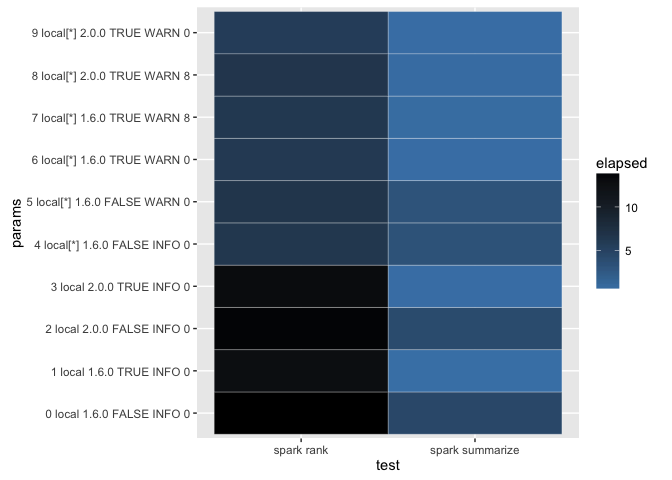 9 local[*] 2.0.0 TRUE WARN 0
8 local[*] 2.0.0 TRUE WARN 8
7 local[*] 1.6.0 TRUE WARN 8
6 local[*] 1.6.0 TRUE WARN 0
5 local[*] 1.6.0 FALSE WARN 0
4 local[*] 1.6.0 FALSE INFO 0
3 local 2.0.0 TRUE INFO 0
2 local 2.0.0 FALSE INFO 0
1 local 1.6.0 TRUE INFO 0
0 local 1.6.0 FALSE INFO 0
params
spark rank
spark summarize
test
elapsed
10
5